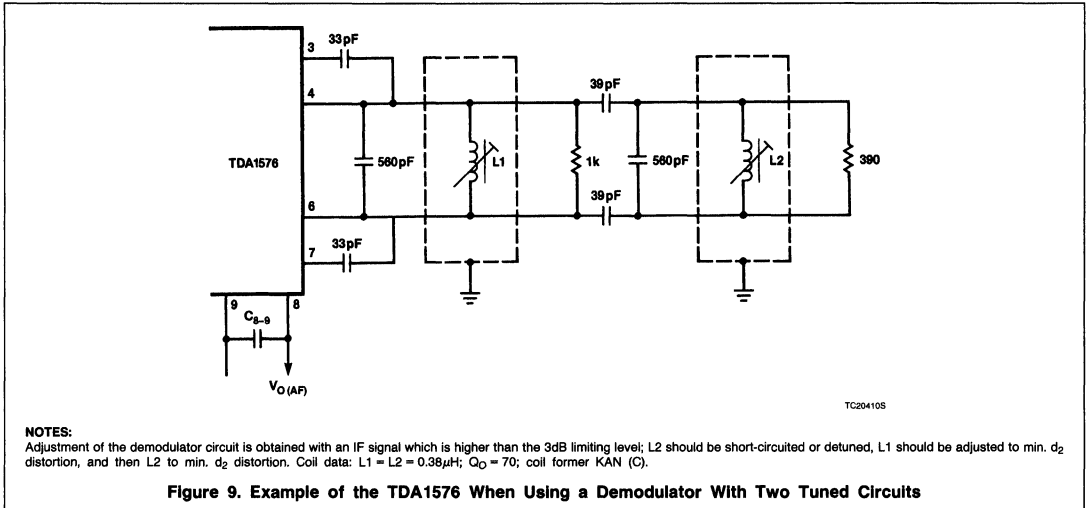 3
33pF
4
39pF
TDA1576
560pF
L1
1k
560pF
L2
390
6
39pF
7
33pF
9
8
C8–9
VO (AF)
TC20410S
NOTES:
Adjustment of the demodulator circuit is obtained with an IF signal which is higher than the 3dB limiting level; L2 should be short-circuited or detuned, L1 should be adjusted to min. d2
distortion, and then L2 to min. d2 distortion. Coil data: L1 = L2 = 0.38μH; QO = 70; coil former KAN (C).
Figure 9. Example of the TDA1576 When Using a Demodulator With Two Tuned Circuits